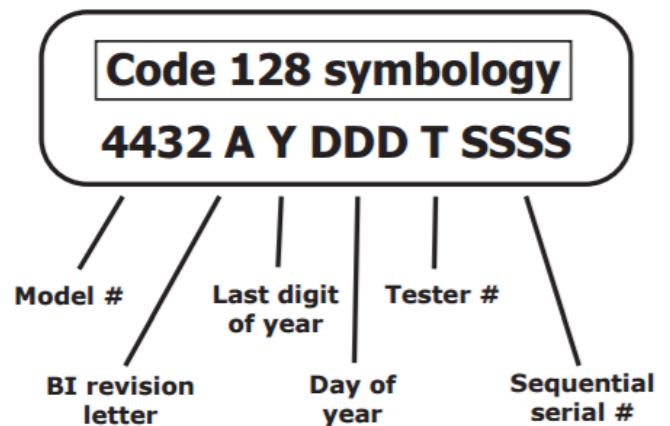 Code 128 symbology
4432 A Y DDD T SSSS
Model #
Last digit
of year
Tester #
BI revision
letter
Day of
year
Sequential
serial #